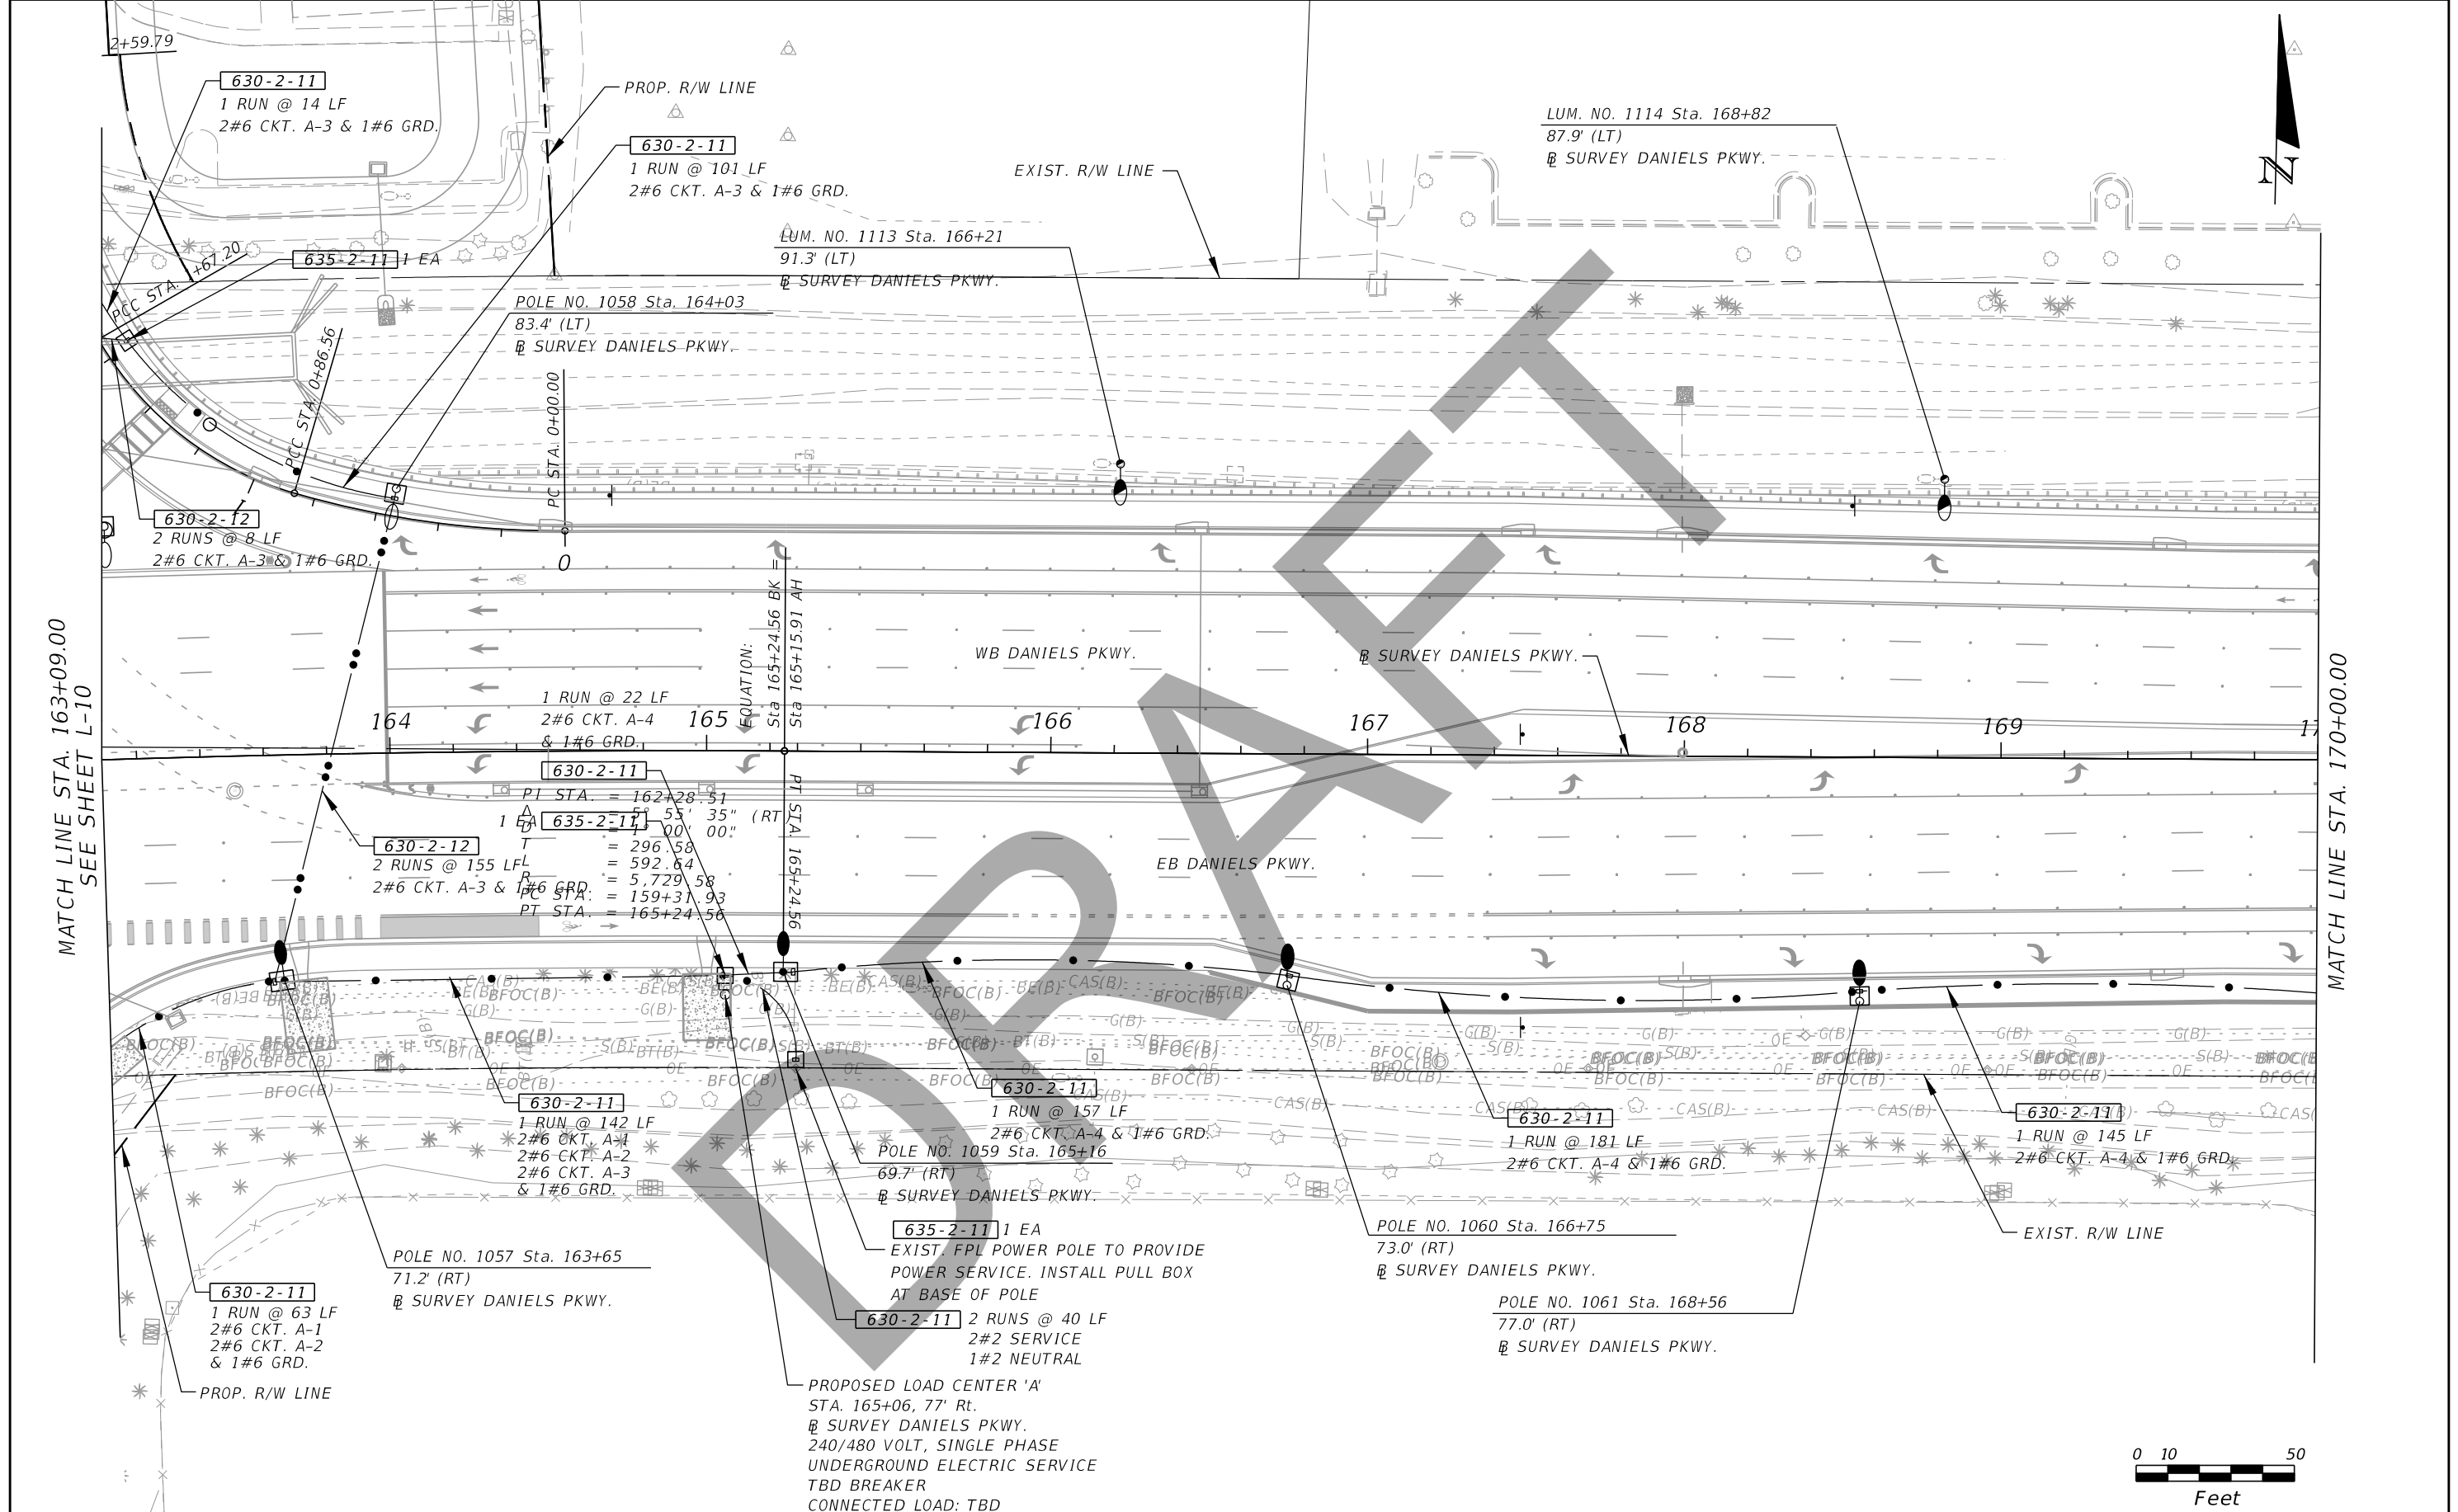 2+59.79
630-2-11
1 RUN @ 14 LF
2#6 CKT. A-3 & 1#6 GRD.
PROP. R/W LINE
630-2-11
1 RUN @ 101 LF
2#6 CKT. A-3 & 1#6 GRD.
EXIST. R/W LINE
LUM. NO. 1114 Sta. 168+82
87.9' (LT)
BL SURVEY DANIELS PKWY.
N
LUM. NO. 1113 Sta. 166+21
91.3' (LT)
BL SURVEY DANIELS PKWY.
PCC STA. +67.20
635-2-11 1 EA
POLE NO. 1058 Sta. 164+03
83.4' (LT)
BL SURVEY DANIELS PKWY.
PCC STA. 0+86.56
PC STA. 0+00.00
0
630-2-12
2 RUNS @ 8 LF
2#6 CKT. A-3 & 1#6 GRD.
MATCH LINE STA. 163+09.00
SEE SHEET L-10
EQUATION:
Sta 165+24.56 BK =
Sta 165+15.91 AH
WB DANIELS PKWY.
BL SURVEY DANIELS PKWY.
164
165
166
167
168
169
17
MATCH LINE STA. 170+00.00
1 RUN @ 22 LF
2#6 CKT. A-4
& 1#6 GRD.
630-2-11
1 EA 635-2-11
PI STA. = 162+28.51
Δ = 5° 55' 35" (RT)
D = 1° 00' 00"
T = 296.58
L = 592.64
R = 5,729.58
PC STA. = 159+31.93
PT STA. = 165+24.56
PT STA. 165+24.56
630-2-12
2 RUNS @ 155 LF
2#6 CKT. A-3 & 1#6 GRD.
EB DANIELS PKWY.
DRAFT
630-2-11
1 RUN @ 142 LF
2#6 CKT. A-1
2#6 CKT. A-2
2#6 CKT. A-3
& 1#6 GRD.
630-2-11
1 RUN @ 157 LF
2#6 CKT. A-4 & 1#6 GRD.
POLE NO. 1059 Sta. 165+16
69.7' (RT)
BL SURVEY DANIELS PKWY.
630-2-11
1 RUN @ 181 LF
2#6 CKT. A-4 & 1#6 GRD.
630-2-11
1 RUN @ 145 LF
2#6 CKT. A-4 & 1#6 GRD.
635-2-11 1 EA
EXIST. FPL POWER POLE TO PROVIDE
POWER SERVICE. INSTALL PULL BOX
AT BASE OF POLE
POLE NO. 1060 Sta. 166+75
73.0' (RT)
BL SURVEY DANIELS PKWY.
EXIST. R/W LINE
POLE NO. 1057 Sta. 163+65
71.2' (RT)
BL SURVEY DANIELS PKWY.
630-2-11
1 RUN @ 63 LF
2#6 CKT. A-1
2#6 CKT. A-2
& 1#6 GRD.
PROP. R/W LINE
630-2-11 2 RUNS @ 40 LF
2#2 SERVICE
1#2 NEUTRAL
POLE NO. 1061 Sta. 168+56
77.0' (RT)
BL SURVEY DANIELS PKWY.
PROPOSED LOAD CENTER 'A'
STA. 165+06, 77' Rt.
BL SURVEY DANIELS PKWY.
240/480 VOLT, SINGLE PHASE
UNDERGROUND ELECTRIC SERVICE
TBD BREAKER
CONNECTED LOAD: TBD
0 10 50
Feet